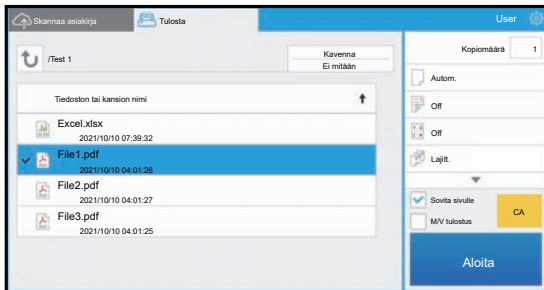 Skannaa asiakirja
Tulosta
User
/Test 1
Kavenna
Ei mitään
Kopiomäärä 1
Tiedoston tai kansion nimi
Autom.
Excel.xlsx
2021/10/10 07:39:32
Off
File1.pdf
2021/10/10 04:01:26
Off
File2.pdf
2021/10/10 04:01:27
Lajitt.
File3.pdf
2021/10/10 04:01:25
Sovita sivulle
M/V tulostus
CA
Aloita